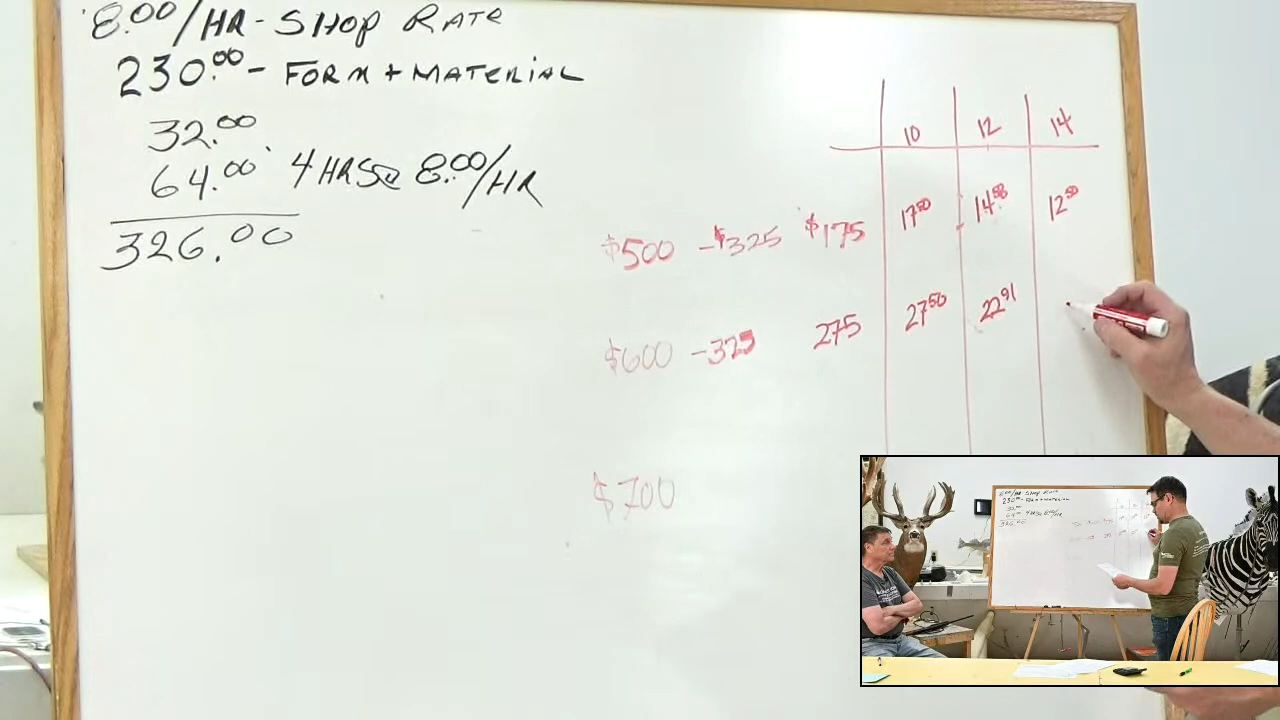 8.00/HR - SHOP RATE
230.00 - FORM + MATERIAL
32.00
64.00 4 HRS @ 8.00/HR
326.00
10 12 14
$500 - $325 $175 17 50 14 58 12 50
$600 - 325 275 27 50 22 91
$700